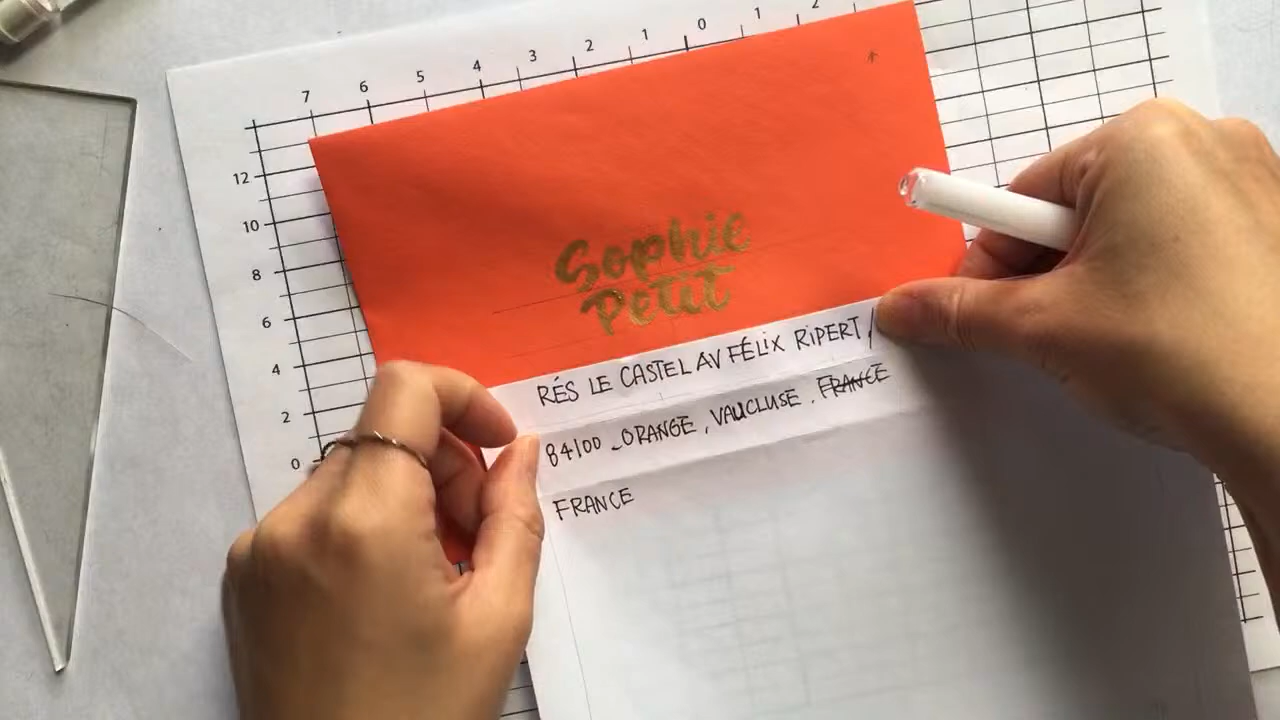 7 6 5 4 3 2 1 0 1 2
12
10
8
6
4
2
0
Sophie
Petit
RÉS LE CASTEL AV FÉLIX RIPERT /
84100 _ORANGE , VAUCLUSE . FRANCE
FRANCE